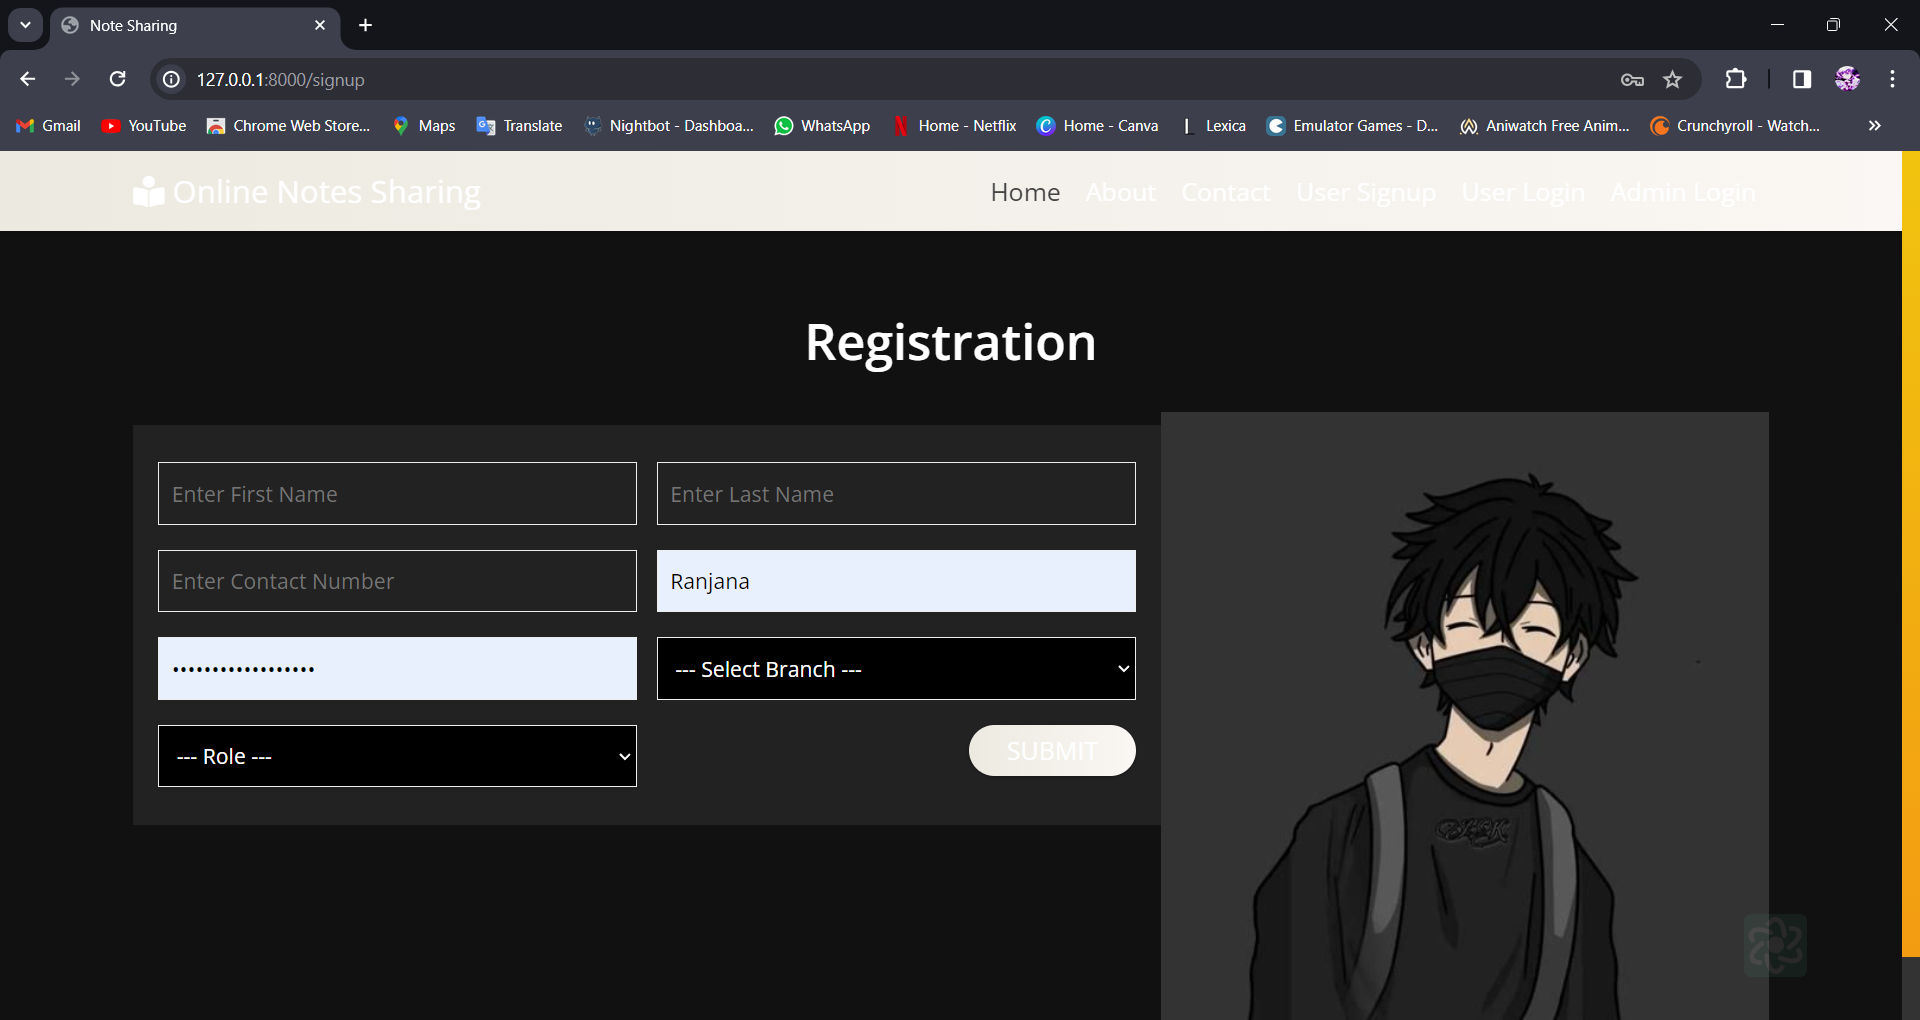 Note Sharing
127.0.0.1:8000/signup
Gmail YouTube Chrome Web Store... Maps Translate Nightbot - Dashboa... WhatsApp Home - Netflix Home - Canva Lexica Emulator Games - D... Aniwatch Free Anim... Crunchyroll - Watch... »
Online Notes Sharing Home About Contact User Signup User Login Admin Login
Registration
Enter First Name Enter Last Name
Enter Contact Number Ranjana
•••••••••••••••••• --- Select Branch ---
--- Role --- SUBMIT